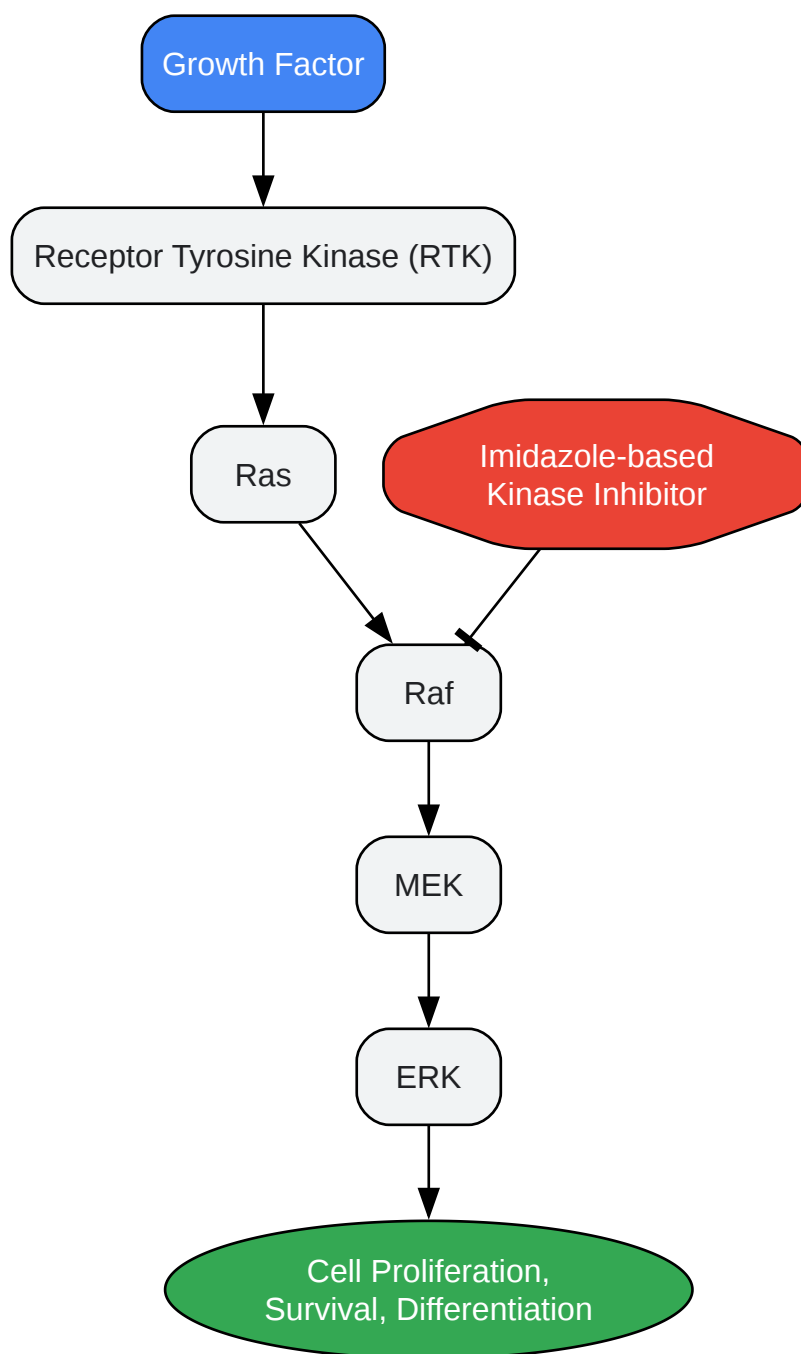 Growth Factor
Receptor Tyrosine Kinase (RTK)
Ras
Imidazole-based
Kinase Inhibitor
Raf
MEK
ERK
Cell Proliferation,
Survival, Differentiation